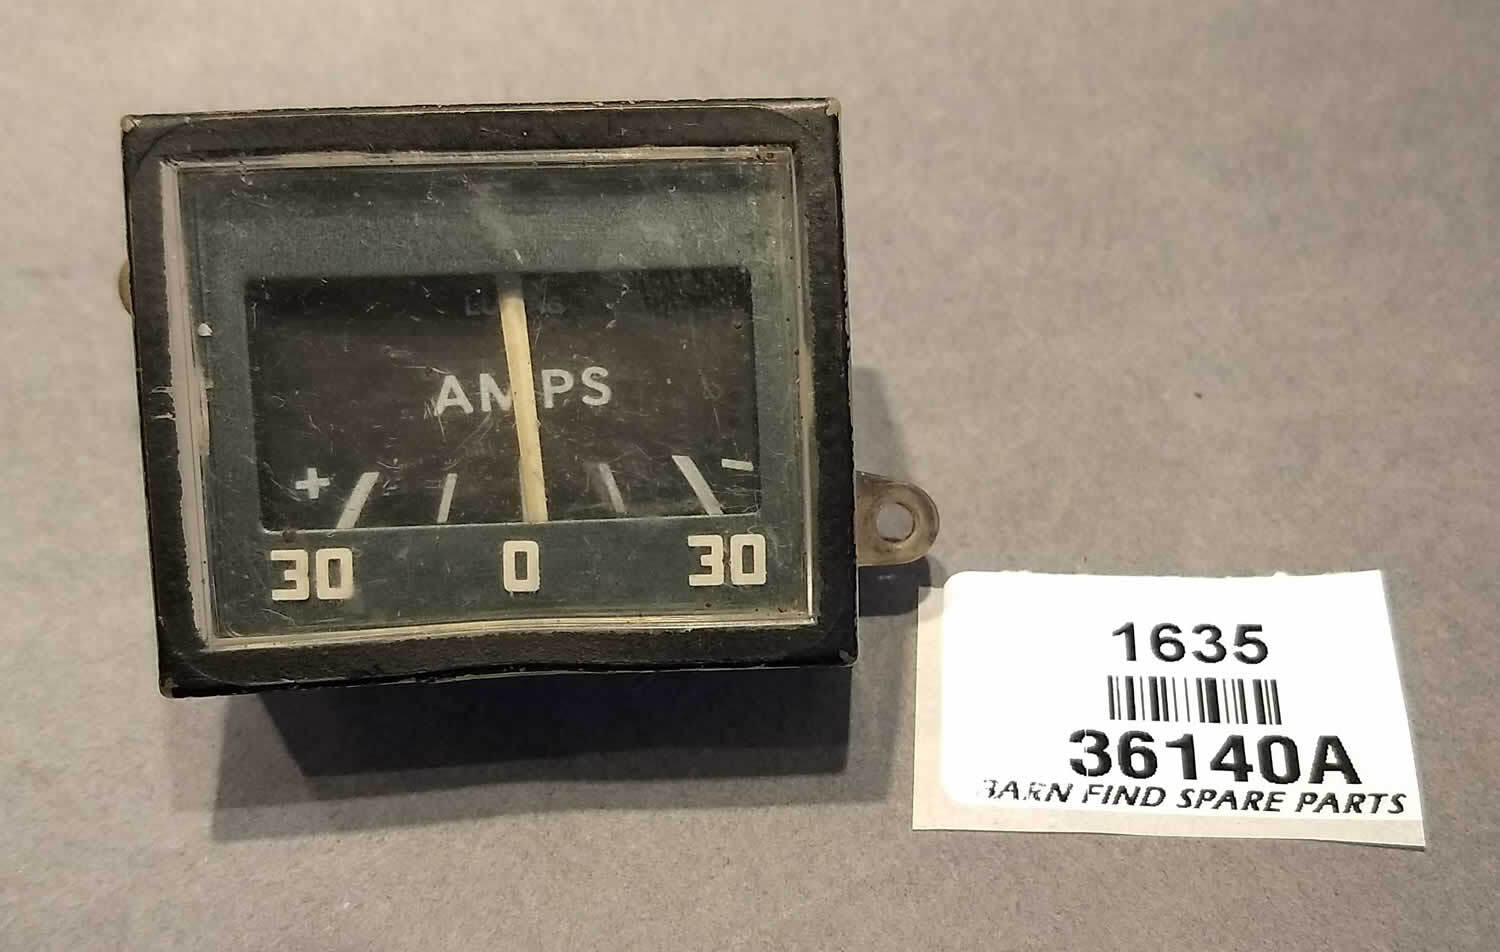 AMPS
+ -
30 0 30
1635
36140A
BARN FIND SPARE PARTS